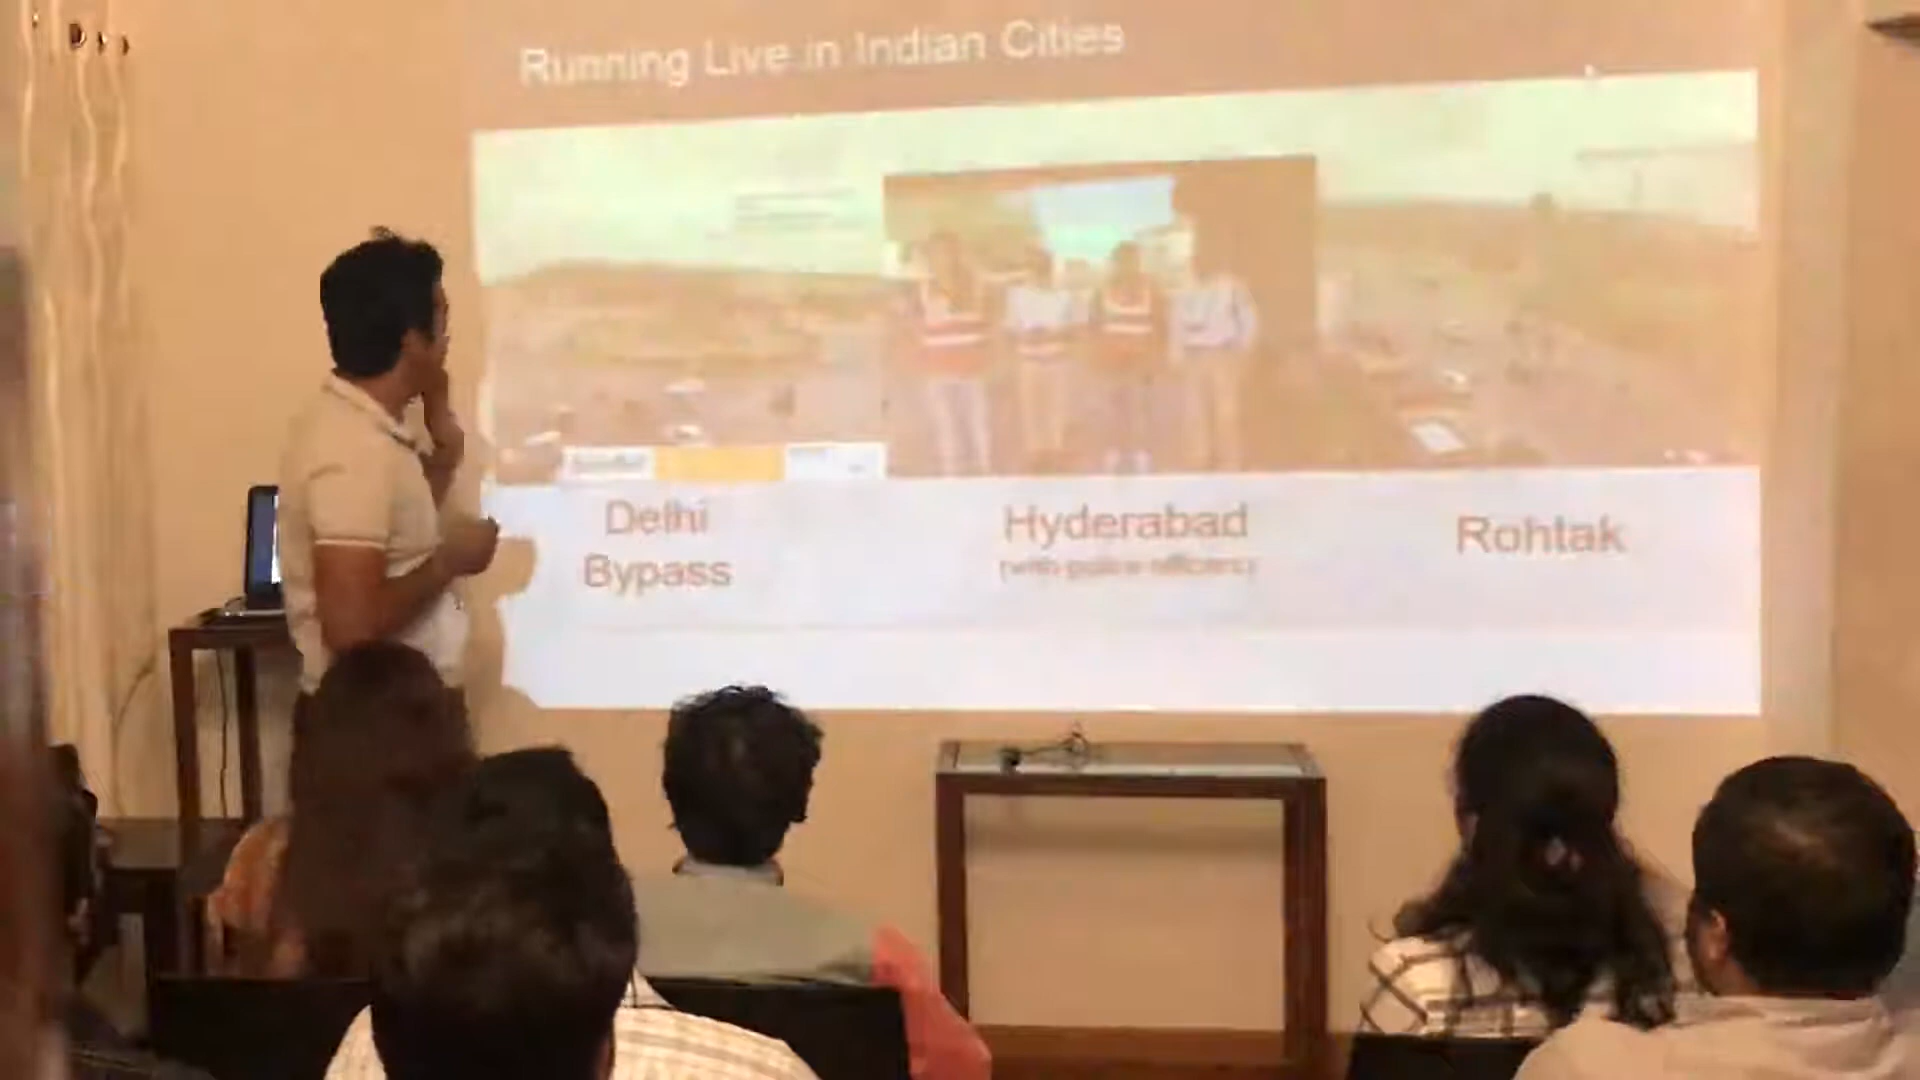 Running Live in Indian Cities
Delhi
Bypass
Hyderabad
Rohtak